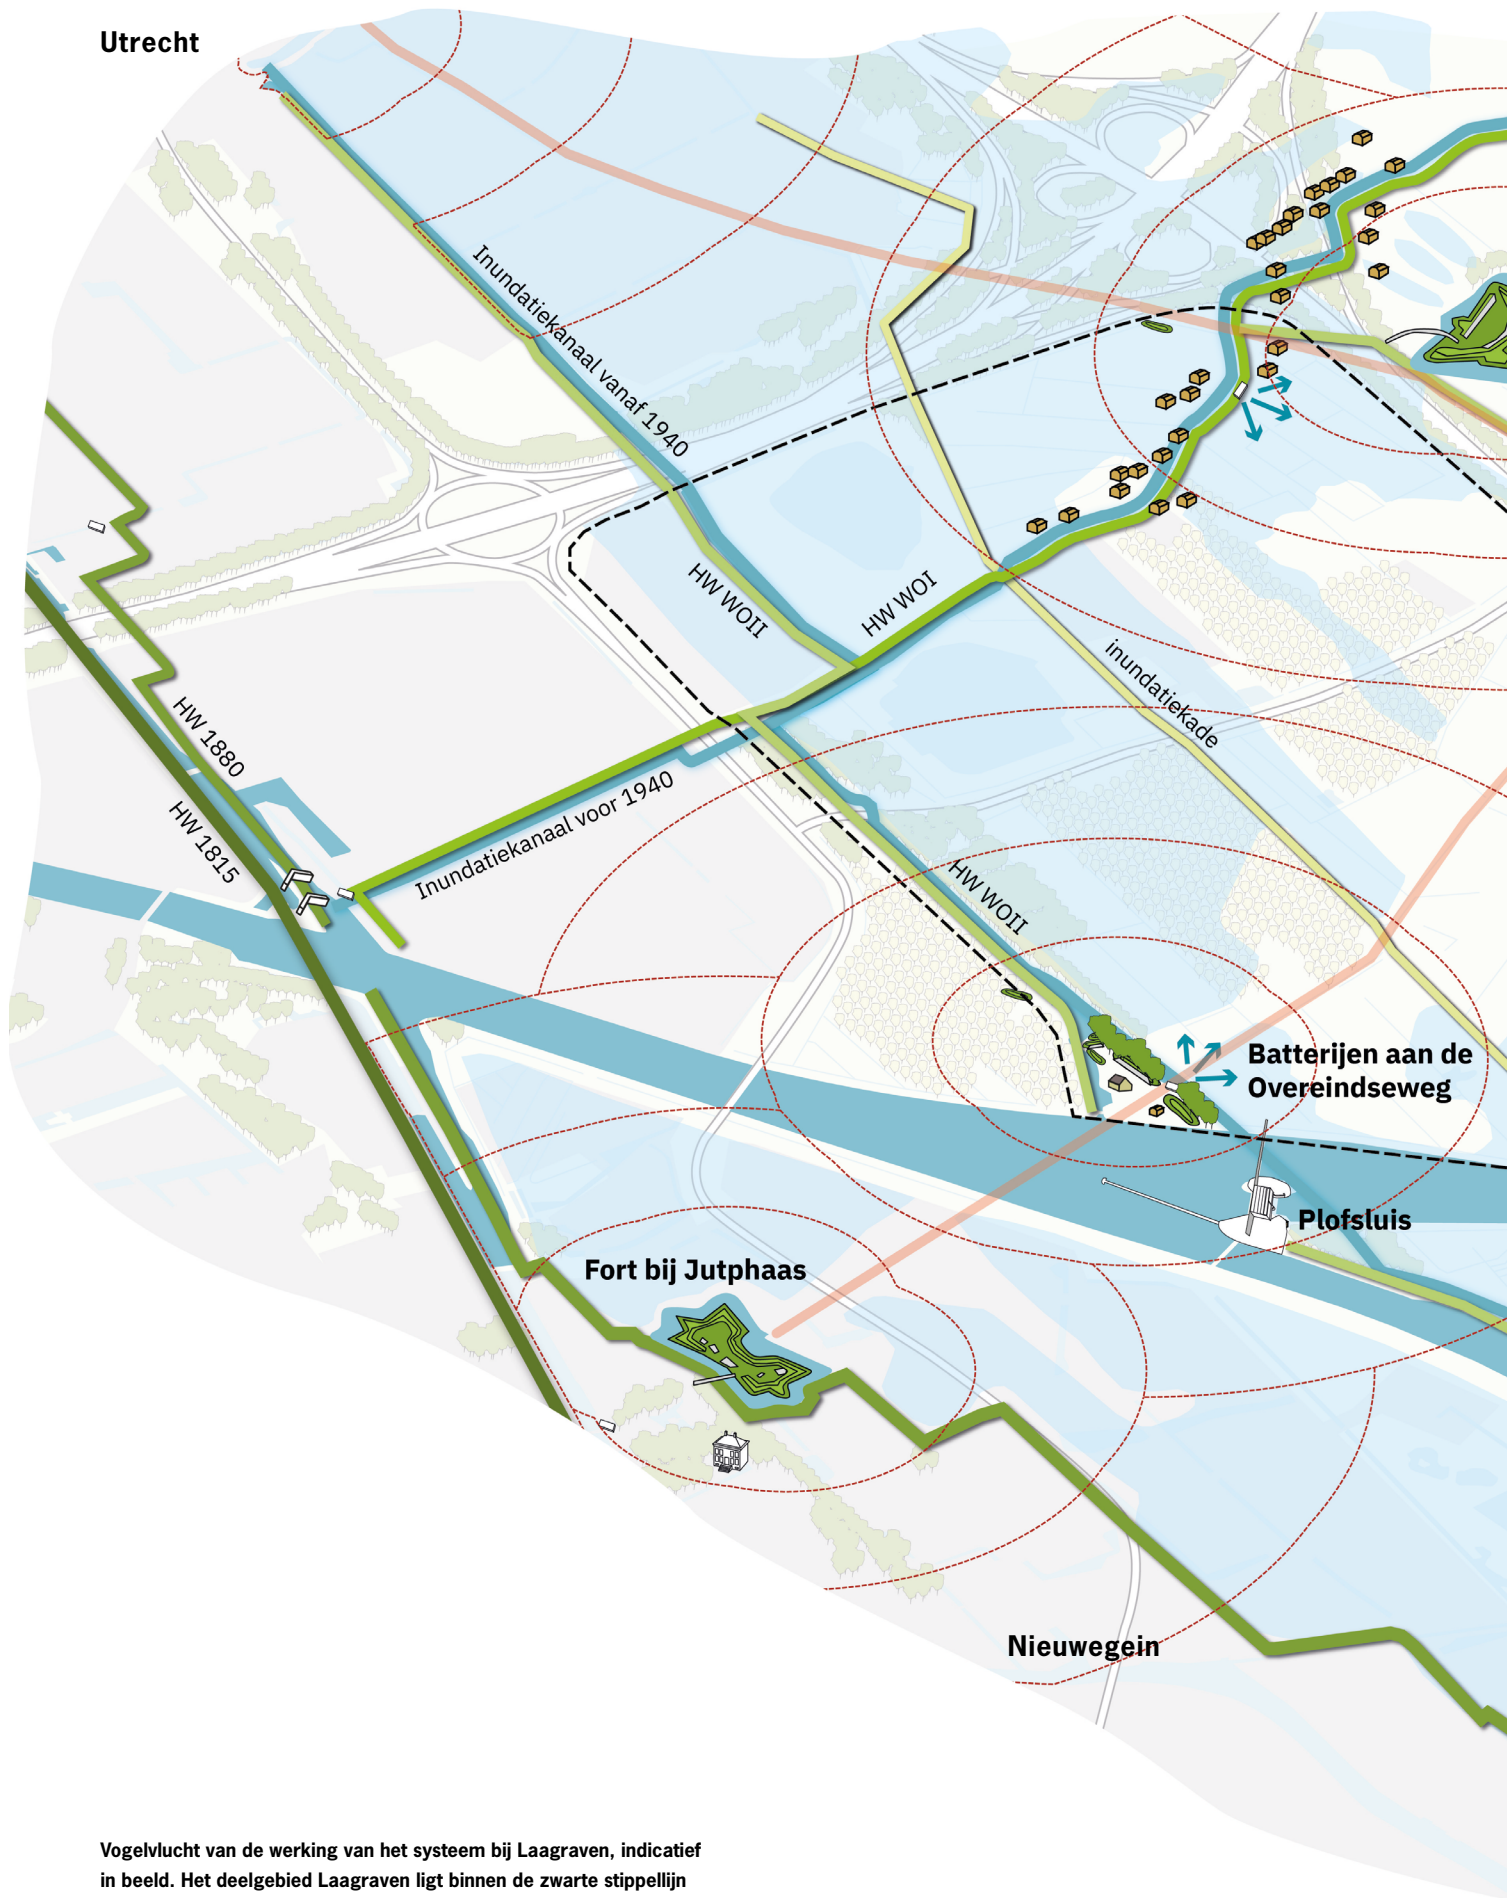 Utrecht
Inundatiekanaal vanaf 1940
HW WOII
HW WOI
inundatiekade
HW 1880
HW 1815
Inundatiekanaal voor 1940
HW WOII
Batterijen aan de
Overeindseweg
Plofsluis
Fort bij Jutphaas
Nieuwegein
Vogelvlucht van de werking van het systeem bij Laagraven, indicatief
in beeld. Het deelgebied Laagraven ligt binnen de zwarte stippellijn